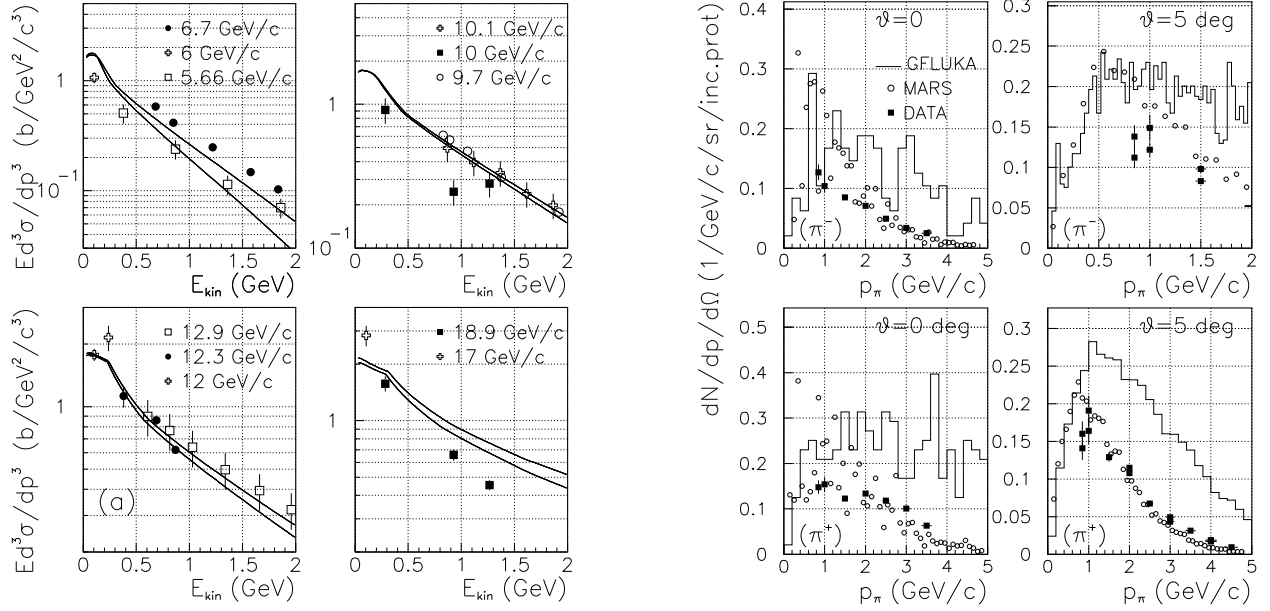 Ed³σ/dp³ (b/GeV²/c³)
1
10⁻¹
6.7 GeV/c
6 GeV/c
5.66 GeV/c
0 0.5 1 1.5 2
E_kin (GeV)
1
10⁻¹
10.1 GeV/c
10 GeV/c
9.7 GeV/c
0 0.5 1 1.5 2
E_kin (GeV)
Ed³σ/dp³ (b/GeV²/c³)
1
12.9 GeV/c
12.3 GeV/c
12 GeV/c
(a)
0 0.5 1 1.5 2
E_kin (GeV)
1
18.9 GeV/c
17 GeV/c
0 0.5 1 1.5 2
E_kin (GeV)
dN/dp/dΩ (1/GeV/c/sr/inc.prot)
0.4
0.3
0.2
0.1
0
ϑ=0
GFLUKA
MARS
DATA
(π⁻)
0 1 2 3 4 5
p_π (GeV/c)
0.3
0.25
0.2
0.15
0.1
0.05
0
ϑ=5 deg
(π⁻)
0 0.5 1 1.5 2
p_π (GeV/c)
0.5
0.4
0.3
0.2
0.1
0
ϑ=0 deg
(π⁺)
0 1 2 3 4 5
p_π (GeV/c)
0.3
0.25
0.2
0.15
0.1
0.05
0
ϑ=5 deg
(π⁺)
0 1 2 3 4 5
p_π (GeV/c)